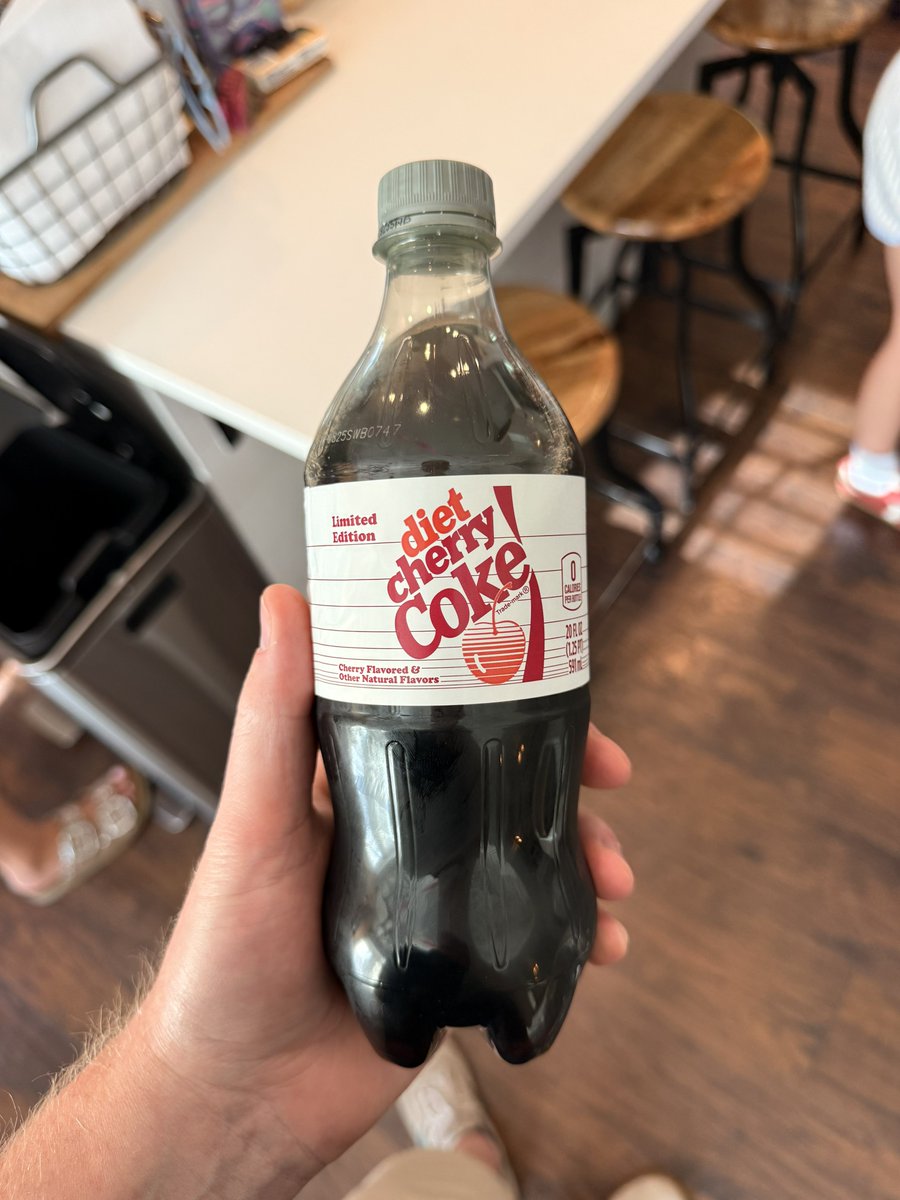 Limited
Edition
diet
cherry
Coke
Trade-mark®
0
CALORIES
PER BOTTLE
20 FL OZ
(1.25 PT)
591 mL
Cherry Flavored &
Other Natural Flavors